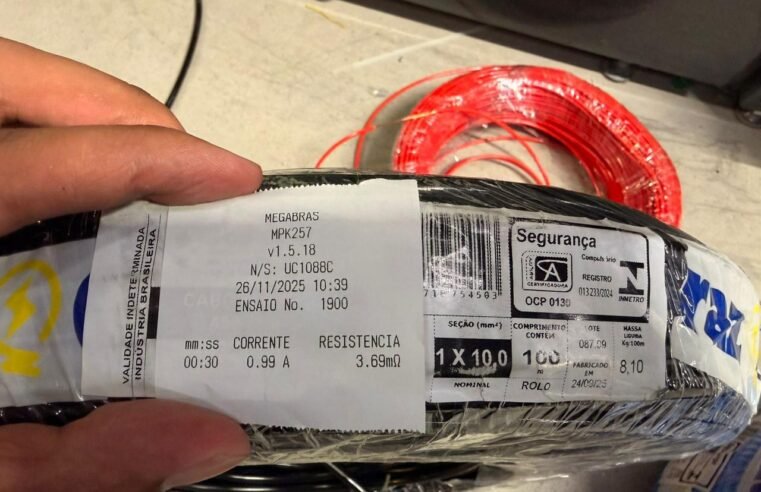 MEGABRAS
MPK257
v1.5.18
N/S: UC1088C
26/11/2025 10:39
ENSAIO No. 1900
mm:ss CORRENTE RESISTENCIA
00:30 0.99 A 3.69mΩ
VALIDADE INDETERMINADA
INDÚSTRIA BRASILEIRA
Segurança
Compulsório
CERTIFICADORA
REGISTRO
013233/2024
OCP 0130
INMETRO
SEÇÃO (mm²)
1 X 10,0
NOMINAL
COMPRIMENTO
CONTÉM
100
m
ROLO
LOTE
087.09
FABRICADO
EM
24/09/25
MASSA
LÍQUIDA
Kg/100m
8,10